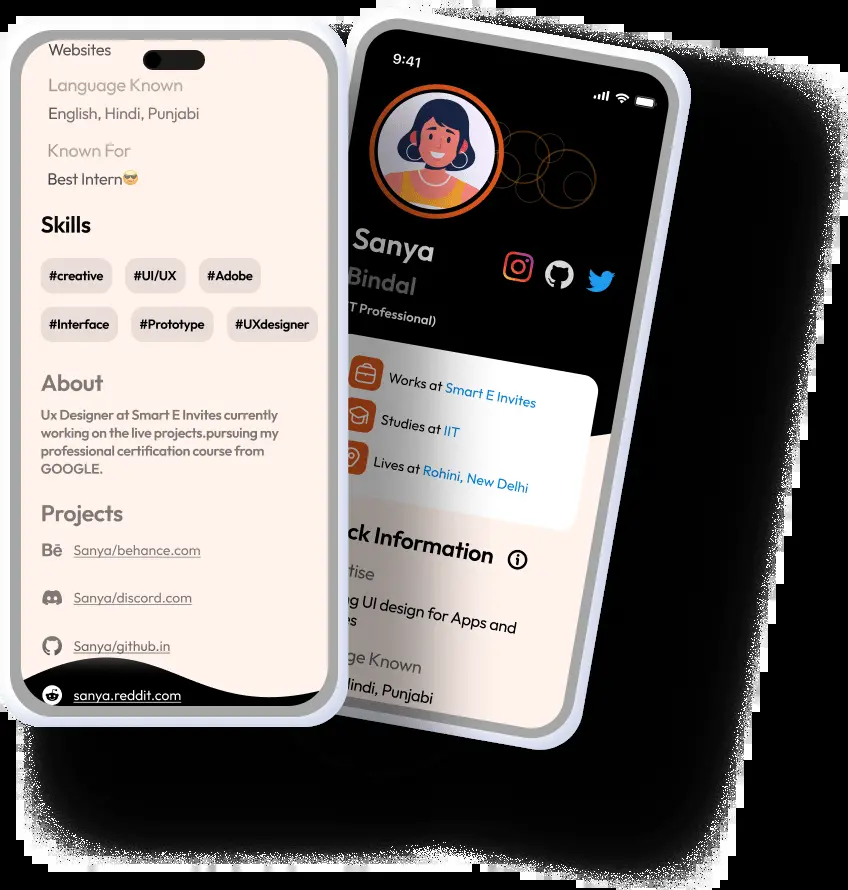 Websites
Language Known
English, Hindi, Punjabi
Known For
Best Intern😎
Skills
#creative #UI/UX #Adobe
#Interface #Prototype #UXdesigner
About
Ux Designer at Smart E Invites currently
working on the live projects.pursuing my
professional certification course from
GOOGLE.
Projects
Bē Sanya/behance.com
Sanya/discord.com
Sanya/github.in
sanya.reddit.com
9:41
Sanya
Bindal
T Professional)
Works at Smart E Invites
Studies at IIT
Lives at Rohini, New Delhi
ck Information
tise
ng UI design for Apps and
es
ge Known
Hindi, Punjabi